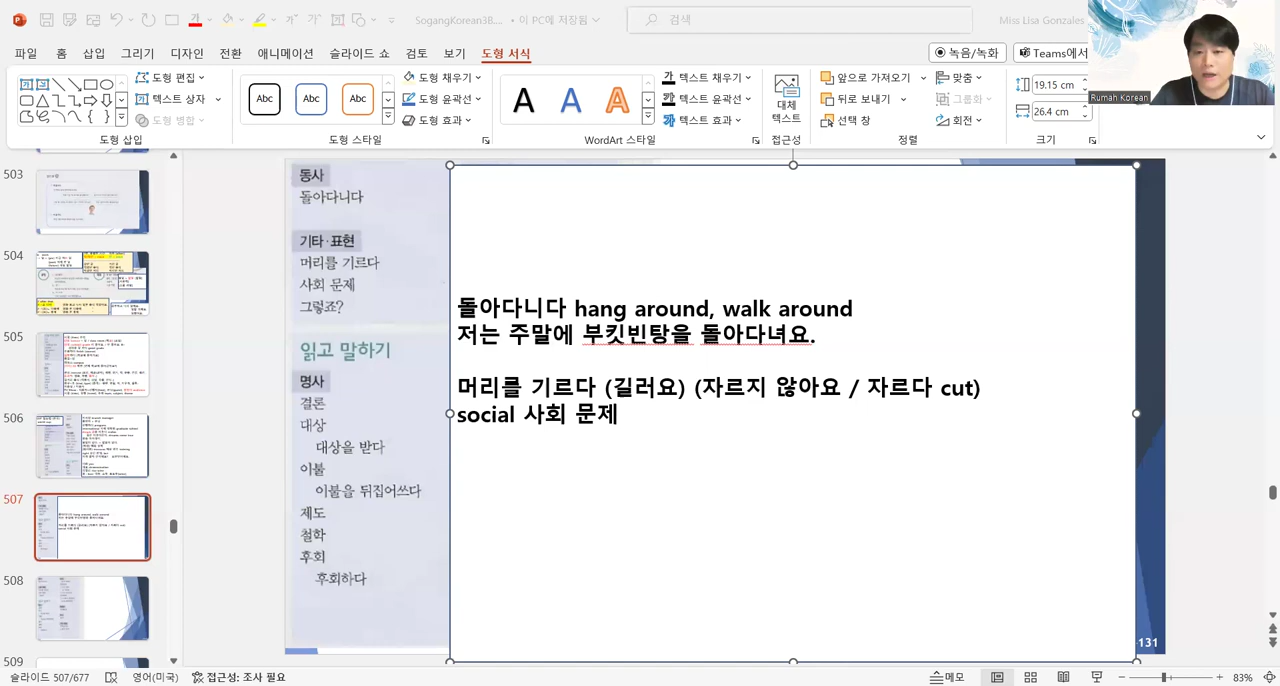 SogangKorean3B.... • 이 PC에 저장됨
검색
Miss Lisa Gonzales
파일 홈 삽입 그리기 디자인 전환 애니메이션 슬라이드 쇼 검토 보기 도형 서식
녹음/녹화
Teams에서
Rumah Korean
도형 편집
텍스트 상자
도형 병합
도형 삽입
Abc Abc Abc
도형 채우기
도형 윤곽선
도형 효과
도형 스타일
A A A
텍스트 채우기
텍스트 윤곽선
텍스트 효과
WordArt 스타일
대체
텍스트
접근성
앞으로 가져오기
뒤로 보내기
선택 창
맞춤
그룹화
회전
정렬
19.15 cm
26.4 cm
크기
503
504
505
506
507
508
509
동사
돌아다니다
기타·표현
머리를 기르다
사회 문제
그렇죠?
읽고 말하기
명사
결론
대상
대상을 받다
이불
이불을 뒤집어쓰다
제도
철학
후회
후회하다
돌아다니다 hang around, walk around
저는 주말에 부킷빈탕을 돌아다녀요.
머리를 기르다 (길러요) (자르지 않아요 / 자르다 cut)
social 사회 문제
131
슬라이드 507/677
영어(미국)
접근성: 조사 필요
메모
83%